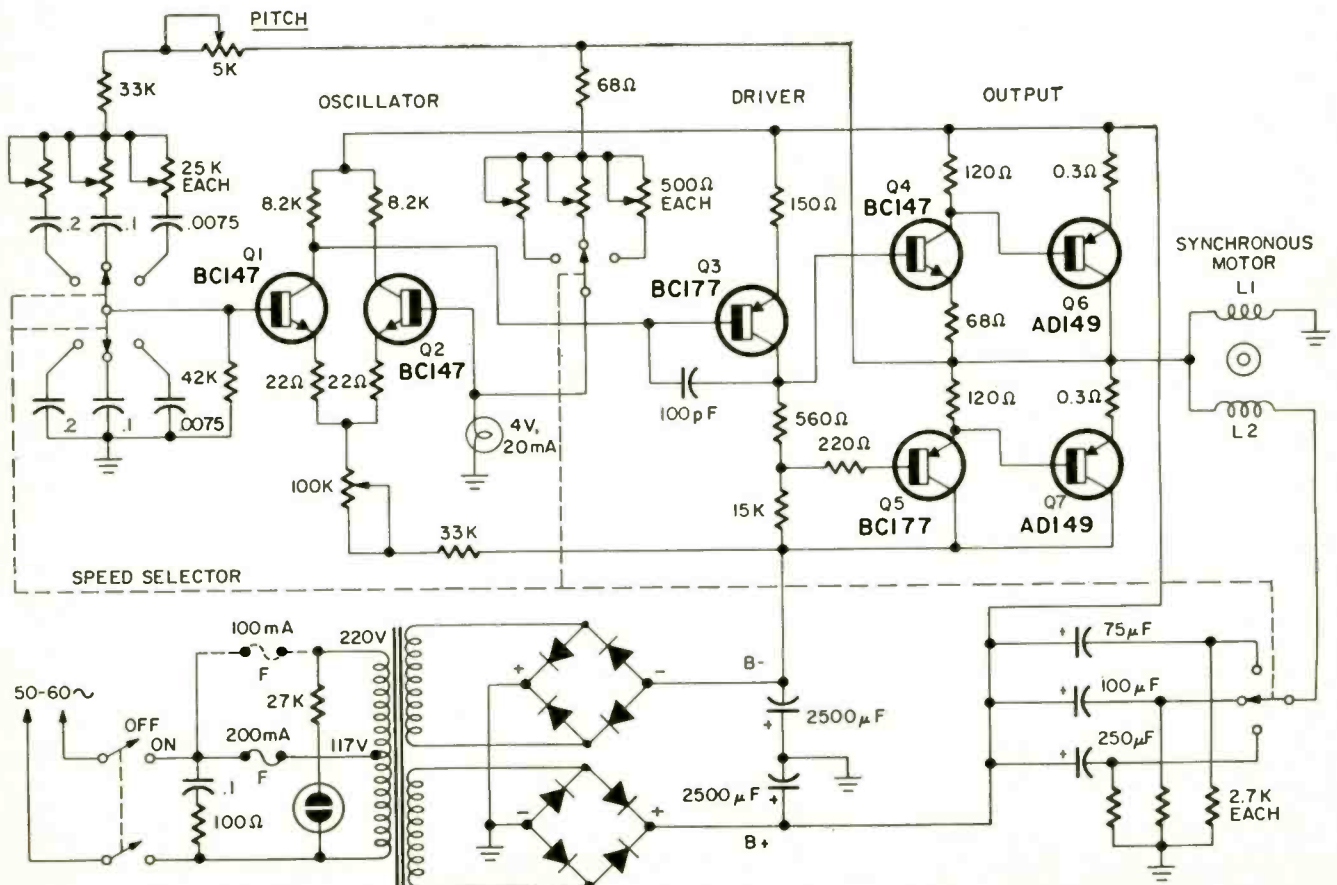 PITCH
5K
33K
68Ω
OSCILLATOR
DRIVER
OUTPUT
25K
EACH
.2
.1
.0075
8.2K
8.2K
500Ω
EACH
150Ω
120Ω
0.3Ω
Q4
BC147
Q1
BC147
Q3
BC177
SYNCHRONOUS
MOTOR
L1
Q6
AD149
68Ω
Q2
BC147
42K
22Ω
22Ω
100pF
120Ω
0.3Ω
560Ω
220Ω
L2
.2
.1
.0075
4V,
20mA
100K
15K
Q5
BC177
Q7
AD149
33K
SPEED SELECTOR
100mA
F
220V
75µF
50-60~
27K
B-
100µF
OFF
ON
200mA
F
117V
+
-
2500µF
+
250µF
.1
100Ω
-
+
2500µF
+
B+
2.7K
EACH
+
+
+